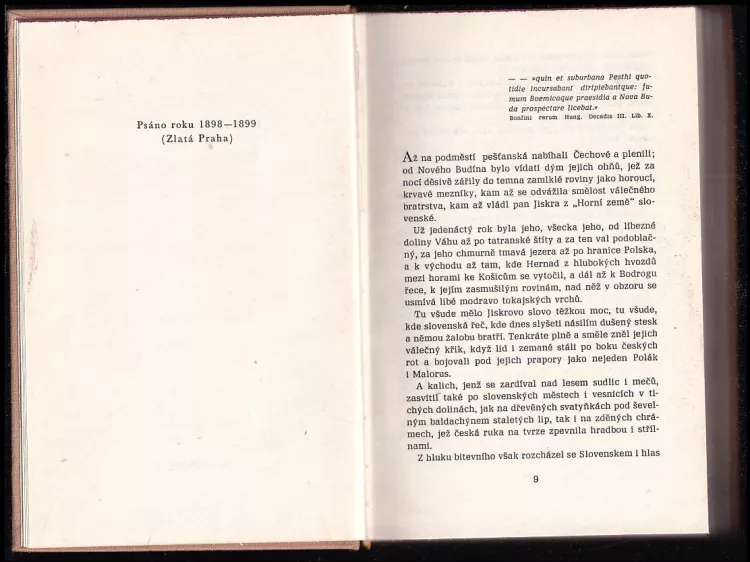 Psáno roku 1898—1899
(Zlatá Praha)
— — »quin et suburbana Pesthi quo-
tidie incursabant diripiebantque: fu-
mum Boemicaque praesidia a Nova Bu-
da prospectare licebat.«
Bonfini rerum Hung. Decadis III. Lib. X.
Až na podměstí pešťanská nabíhali Čechové a plenili;
od Nového Budína bylo vídati dým jejich ohňů, jež za
noci děsivě zářily do temna zamlklé roviny jako horoucí,
krvavé mezníky, kam až se odvážila smělost válečného
bratrstva, kam až vládl pan Jiskra z „Horní země“ slo-
venské.
Už jedenáctý rok byla jeho, všecka jeho, od líbezné
doliny Váhu až po tatranské štíty a za ten val podoblač-
ný, za jeho chmurně tmavá jezera až po hranice Polska,
a k východu až tam, kde Hernad z hlubokých hvozdů
mezi horami ke Košicům se vytočil, a dál až k Bodrogu
řece, k jejím zasmušilým rovinám, nad něž v obzoru se
usmívá libé modravo tokajských vrchů.
Tu všude mělo Jiskrovo slovo těžkou moc, tu všude,
kde slovenská řeč, kde dnes slyšeti násilím dušený stesk
a němou žalobu bratří. Tenkráte plně a směle zněl jejich
válečný křik, když lid i zemané stáli po boku českých
rot a bojovali pod jejich prapory jako nejeden Polák
i Malorus.
A kalich, jenž se zardíval nad lesem sudlic i mečů,
zasvítil také po slovenských městech i vesnicích v ti-
chých dolinách, jak na dřevěných svatyňkách pod ševel-
ným baldachýnem staletých lip, tak i na zděných chrá-
mech, jež česká ruka na tvrze zpevnila hradbou i stříl-
nami.
Z hluku bitevního však rozcházel se Slovenskem i hlas
9